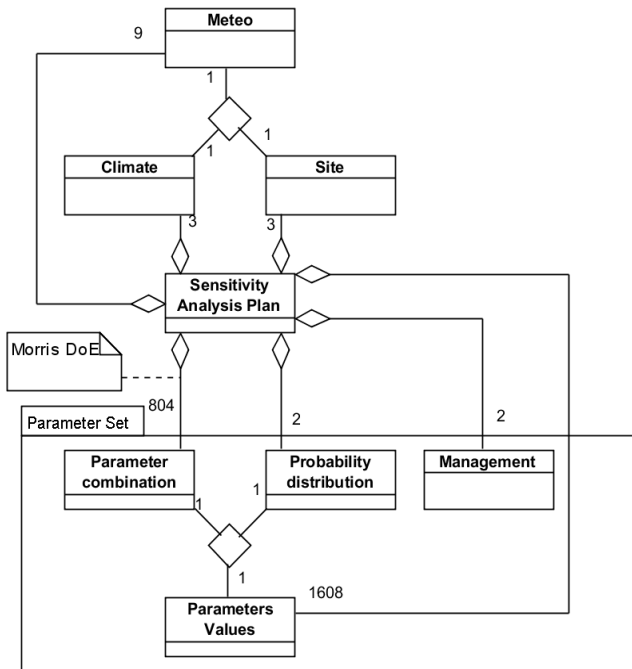 Meteo
9
1
1
1
Climate
Site
3
3
Sensitivity
Analysis Plan
Morris DoE
804
2
2
Parameter Set
Parameter
combination
Probability
distribution
Management
1
1
1
1608
Parameters
Values